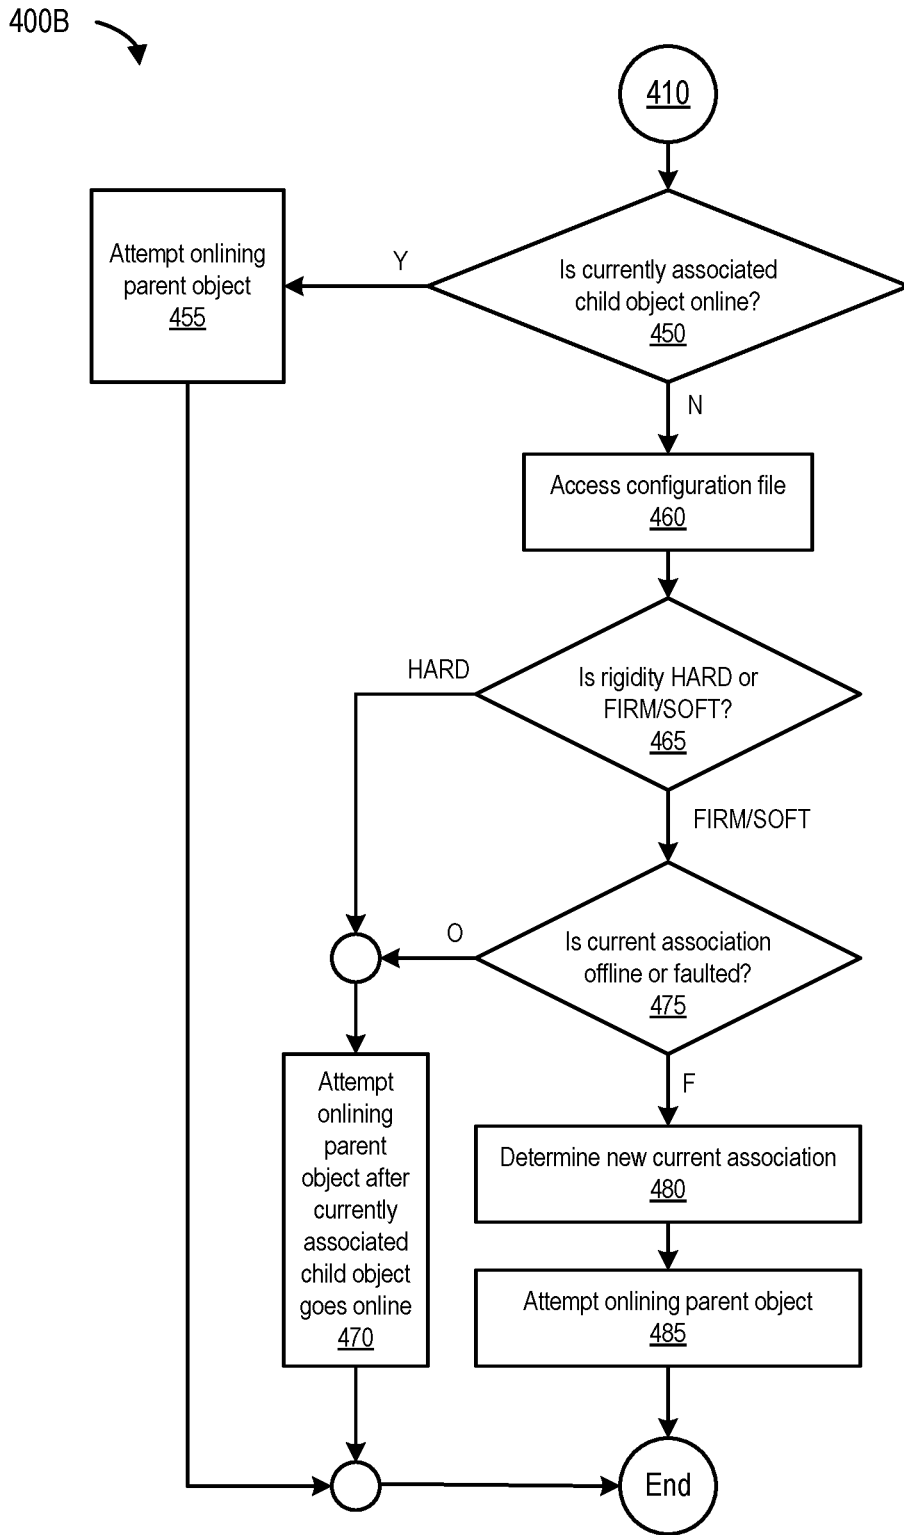 400B
410
Attempt onlining
parent object
455
Y
Is currently associated
child object online?
450
N
Access configuration file
460
HARD
Is rigidity HARD or
FIRM/SOFT?
465
FIRM/SOFT
O
Is current association
offline or faulted?
475
F
Attempt
onlining
parent
object after
currently
associated
child object
goes online
470
Determine new current association
480
Attempt onlining parent object
485
End